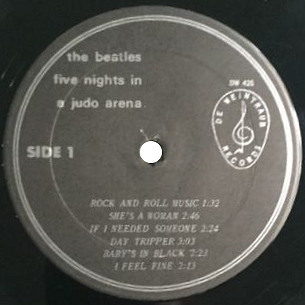 the beatles
five nights in
a judo arena
DW 426
DE WEINTRAUB
RECORDS
SIDE 1
ROCK AND ROLL MUSIC 1:32
SHE'S A WOMAN 2:46
IF I NEEDED SOMEONE 2:24
DAY TRIPPER 3:03
BABY'S IN BLACK 2:23
I FEEL FINE 2:13